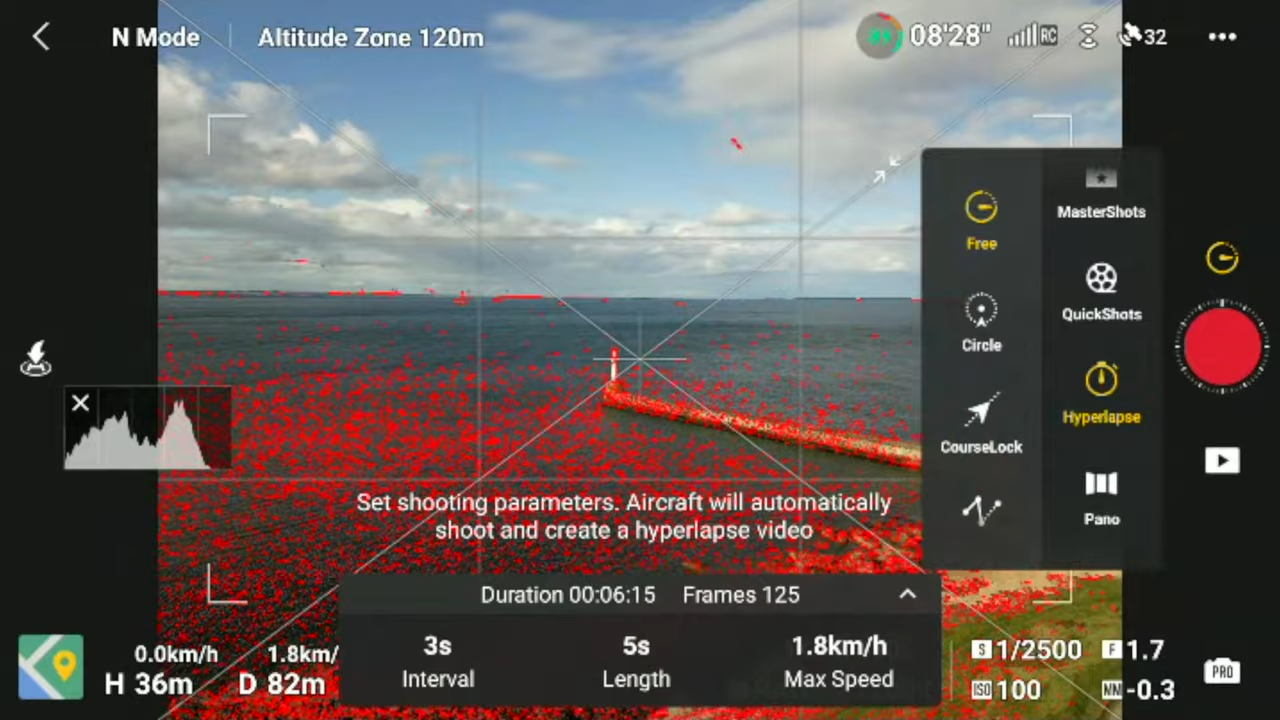 N Mode
Altitude Zone 120m
08'28"
RC
32
Free
MasterShots
Circle
QuickShots
CourseLock
Hyperlapse
Pano
Set shooting parameters. Aircraft will automatically
shoot and create a hyperlapse video
Duration 00:06:15 Frames 125
3s 5s 1.8km/h
Interval Length Max Speed
0.0km/h 1.8km/
H 36m D 82m
S 1/2500 F 1.7
ISO 100 -0.3
PRO